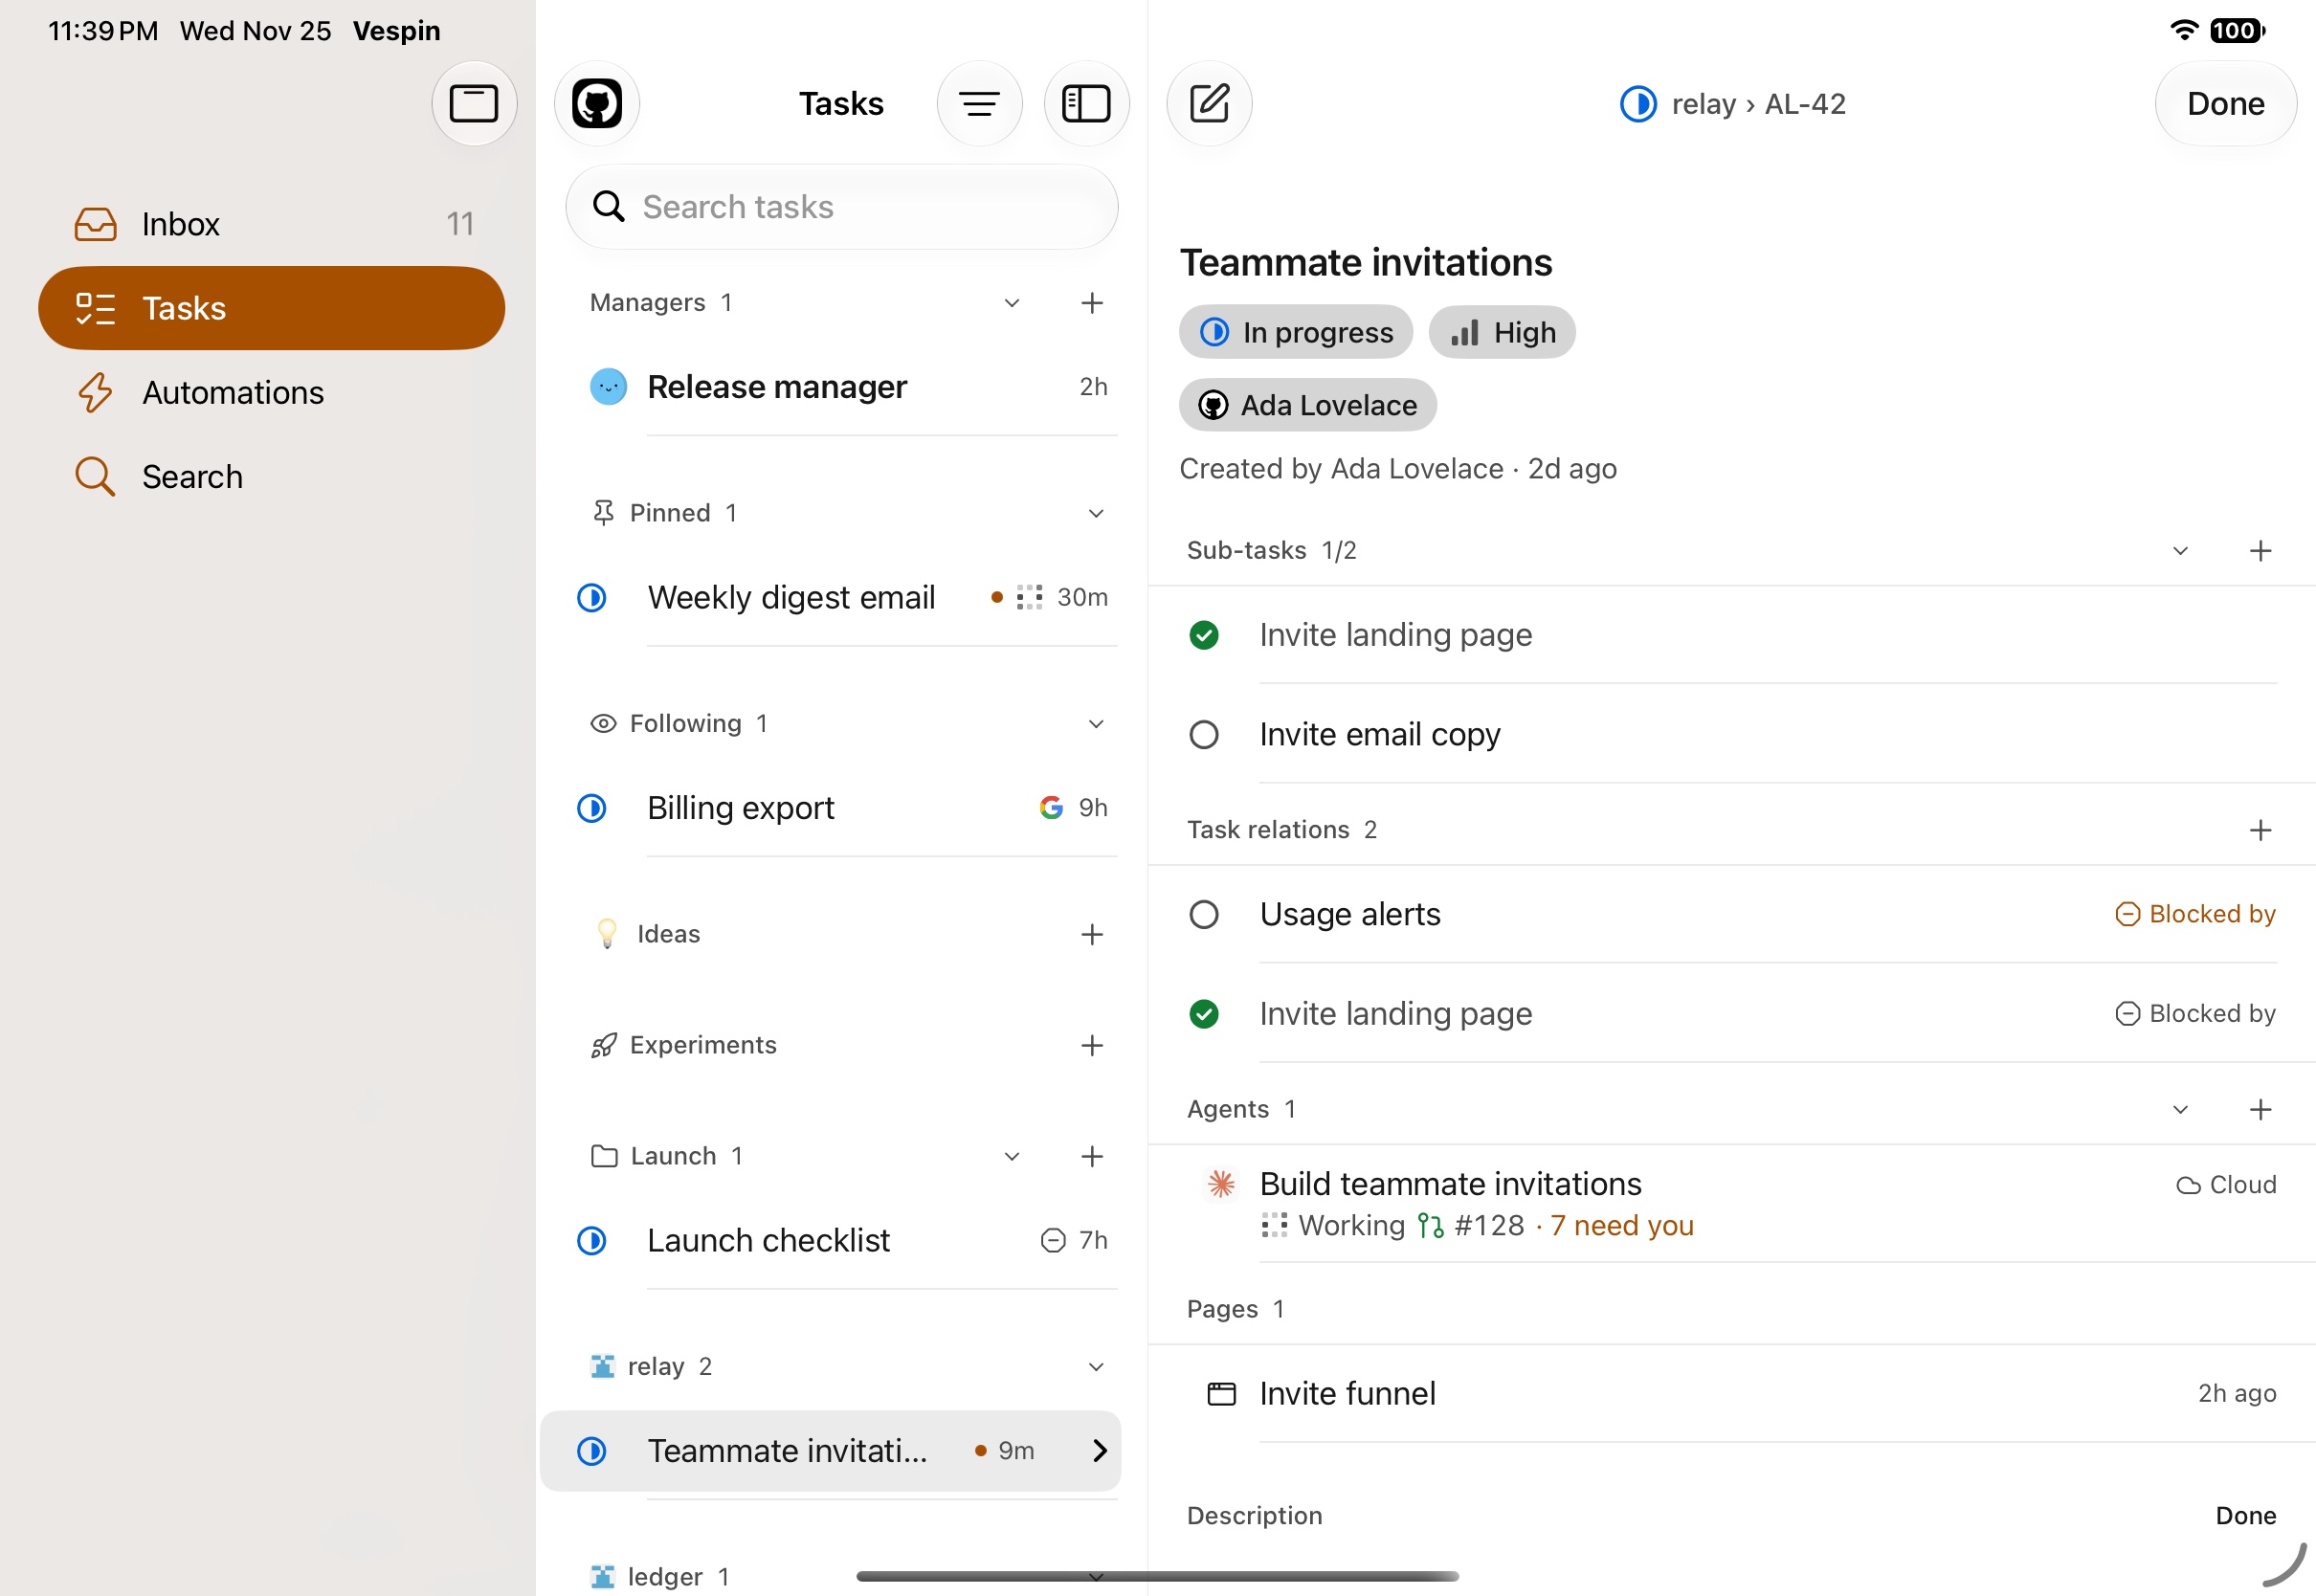 11:39 PM Wed Nov 25 Vespin
100
Inbox 11
Tasks
Automations
Search
Tasks
Search tasks
Managers 1
Release manager 2h
Pinned 1
Weekly digest email 30m
Following 1
Billing export 9h
Ideas
Experiments
Launch 1
Launch checklist 7h
relay 2
Teammate invitati... 9m
ledger 1
relay › AL-42
Done
Teammate invitations
In progress High
Ada Lovelace
Created by Ada Lovelace · 2d ago
Sub-tasks 1/2
Invite landing page
Invite email copy
Task relations 2
Usage alerts Blocked by
Invite landing page Blocked by
Agents 1
Build teammate invitations Cloud
Working #128 · 7 need you
Pages 1
Invite funnel 2h ago
Description Done